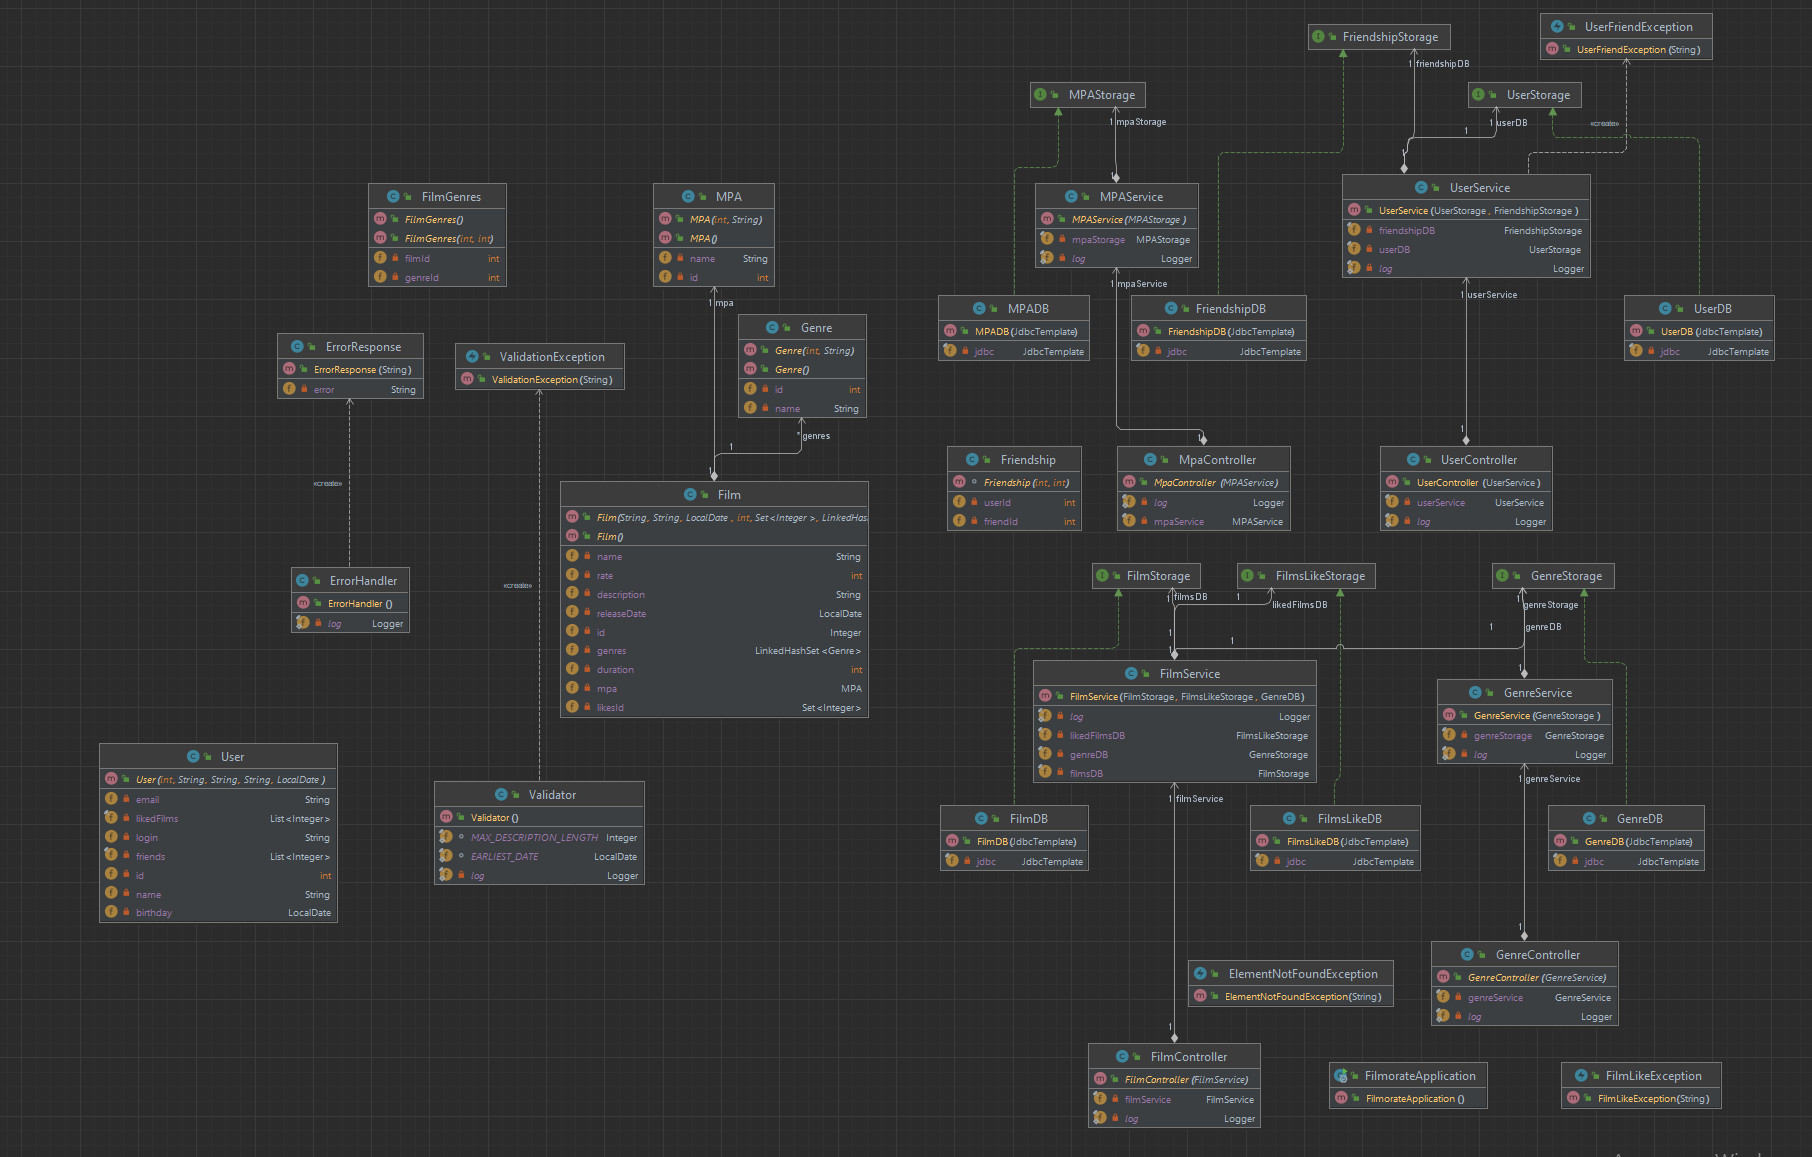 FriendshipStorage
1 friendshipDB
UserFriendException
UserFriendException (String)
MPAStorage
1 mpaStorage
UserStorage
1 userDB
1
«create»
1
FilmGenres
FilmGenres()
FilmGenres(int, int)
filmId int
genreId int
MPA
MPA(int, String)
MPA()
name String
id int
1 mpa
1
MPAService
MPAService (MPAStorage )
mpaStorage MPAStorage
log Logger
1 mpaService
UserService
UserService (UserStorage , FriendshipStorage )
friendshipDB FriendshipStorage
userDB UserStorage
log Logger
1 userService
MPADB
MPADB (JdbcTemplate)
jdbc JdbcTemplate
FriendshipDB
FriendshipDB (JdbcTemplate)
jdbc JdbcTemplate
UserDB
UserDB (JdbcTemplate)
jdbc JdbcTemplate
Genre
Genre(int, String)
Genre()
id int
name String
* genres
1
1
ErrorResponse
ErrorResponse (String)
error String
ValidationException
ValidationException (String)
«create»
1
1
Friendship
Friendship (int, int)
userId int
friendId int
MpaController
MpaController (MPAService)
log Logger
mpaService MPAService
UserController
UserController (UserService )
userService UserService
log Logger
Film
Film(String, String, LocalDate , int, Set <Integer >, LinkedHas
Film()
name String
rate int
description String
releaseDate LocalDate
id Integer
genres LinkedHashSet <Genre>
duration int
mpa MPA
likesId Set <Integer>
ErrorHandler
ErrorHandler ()
log Logger
«create»
FilmStorage
1 filmsDB
FilmsLikeStorage
1
likedFilmsDB
GenreStorage
1
genreStorage
1 genreDB
1
1
1
FilmService
FilmService (FilmStorage, FilmsLikeStorage , GenreDB)
log Logger
likedFilmsDB FilmsLikeStorage
genreDB GenreStorage
filmsDB FilmStorage
1 filmService
1
GenreService
GenreService (GenreStorage )
genreStorage GenreStorage
log Logger
1 genreService
User
User (int, String, String, String, LocalDate )
email String
likedFilms List <Integer>
login String
friends List <Integer>
id int
name String
birthday LocalDate
Validator
Validator ()
MAX_DESCRIPTION_LENGTH Integer
EARLIEST_DATE LocalDate
log Logger
FilmDB
FilmDB (JdbcTemplate)
jdbc JdbcTemplate
FilmsLikeDB
FilmsLikeDB (JdbcTemplate)
jdbc JdbcTemplate
GenreDB
GenreDB (JdbcTemplate)
jdbc JdbcTemplate
1
ElementNotFoundException
ElementNotFoundException(String)
GenreController
GenreController (GenreService)
genreService GenreService
log Logger
1
FilmController
FilmController (FilmService)
filmService FilmService
log Logger
FilmorateApplication
FilmorateApplication ()
FilmLikeException
FilmLikeException(String)